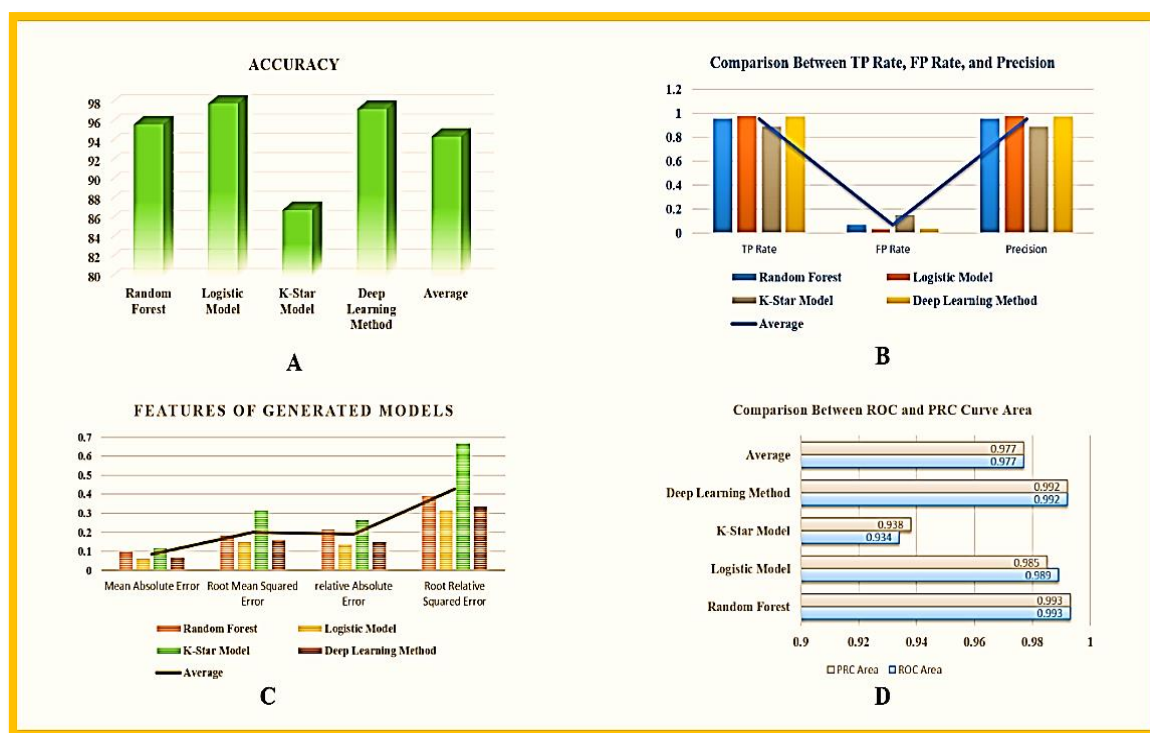 ACCURACY
98
96
94
92
90
88
86
84
82
80
Random
Forest
Logistic
Model
K-Star
Model
Deep
Learning
Method
Average
A
Comparison Between TP Rate, FP Rate, and Precision
1.2
1
0.8
0.6
0.4
0.2
0
TP Rate
FP Rate
Precision
Random Forest
Logistic Model
K-Star Model
Deep Learning Method
Average
B
FEATURES OF GENERATED MODELS
0.7
0.6
0.5
0.4
0.3
0.2
0.1
0
Mean Absolute Error
Root Mean Squared
Error
relative Absolute
Error
Root Relative
Squared Error
Random Forest
Logistic Model
K-Star Model
Deep Learning Method
Average
C
Comparison Between ROC and PRC Curve Area
Average
0.977
0.977
Deep Learning Method
0.992
0.992
K-Star Model
0.938
0.934
Logistic Model
0.985
0.989
Random Forest
0.993
0.993
0.9
0.92
0.94
0.96
0.98
1
PRC Area
ROC Area
D